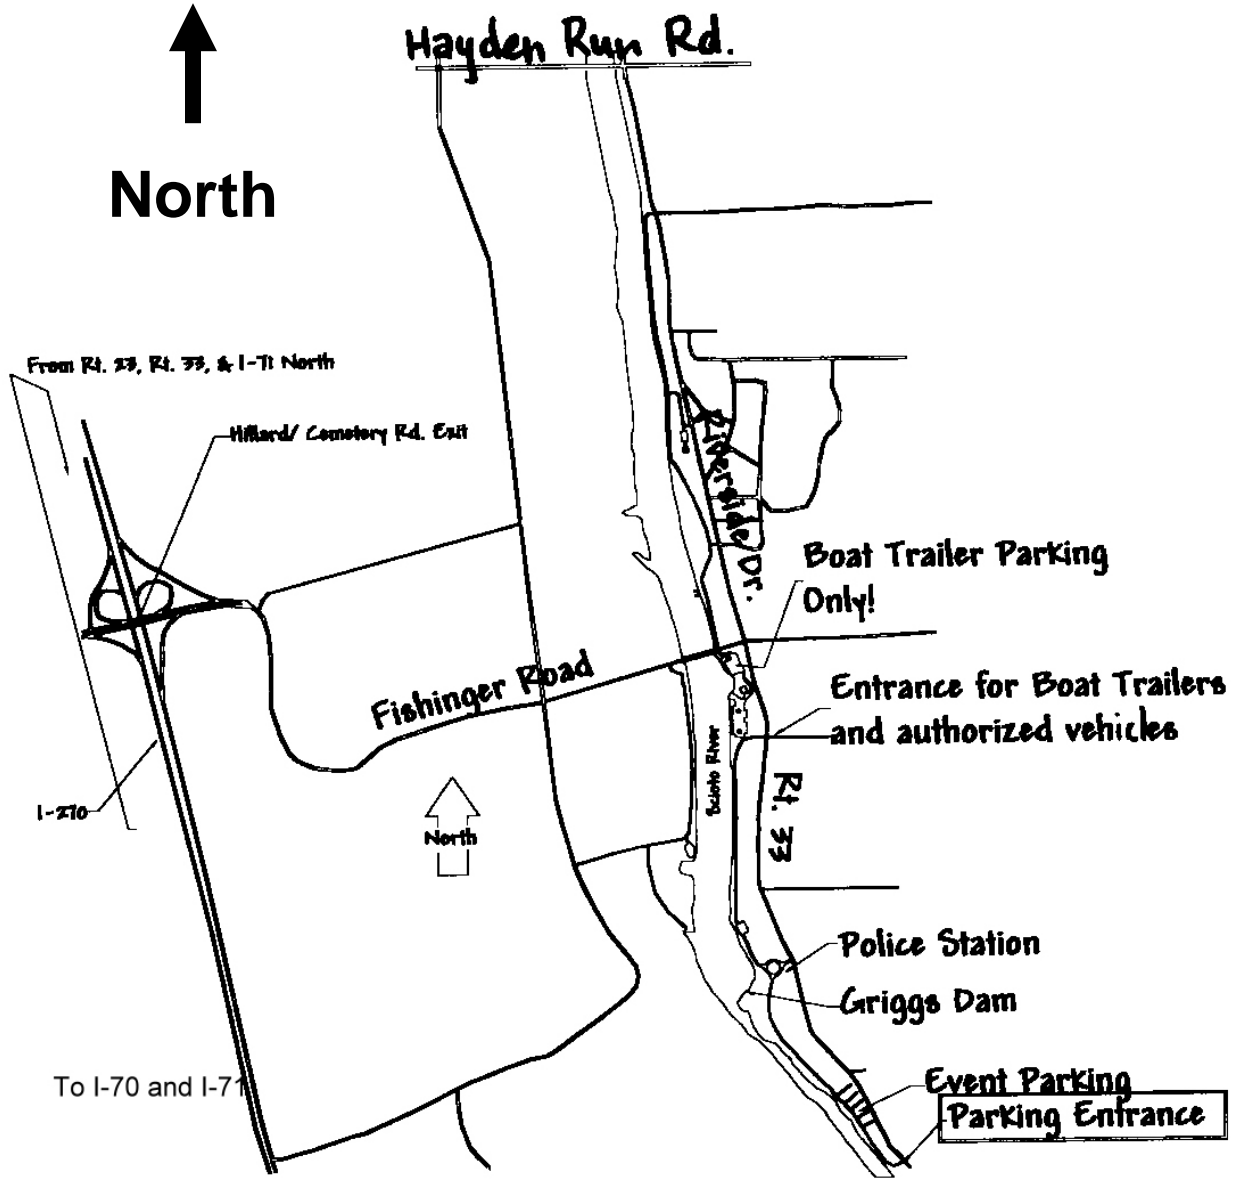 Hayden Run Rd.
North
From Rt. 23, Rt. 33, & I-71 North
Hilliard/ Cemetery Rd. Exit
Riverside Dr.
Boat Trailer Parking
Only!
Fishinger Road
Entrance for Boat Trailers
and authorized vehicles
Scioto River
Rt. 33
I-270
North
Police Station
Griggs Dam
To I-70 and I-71
Event Parking
Parking Entrance